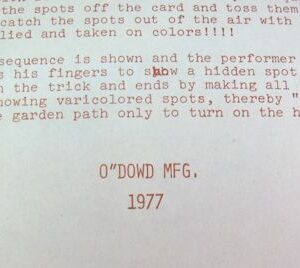 the spots off the card and toss them
catch the spots out of the air with
lied and taken on colors!!!!
sequence is shown and the performer
s his fingers to show a hidden spot
n the trick and ends by making all
howing varicolored spots, thereby "
e garden path only to turn on the h
O"DOWD MFG.
1977